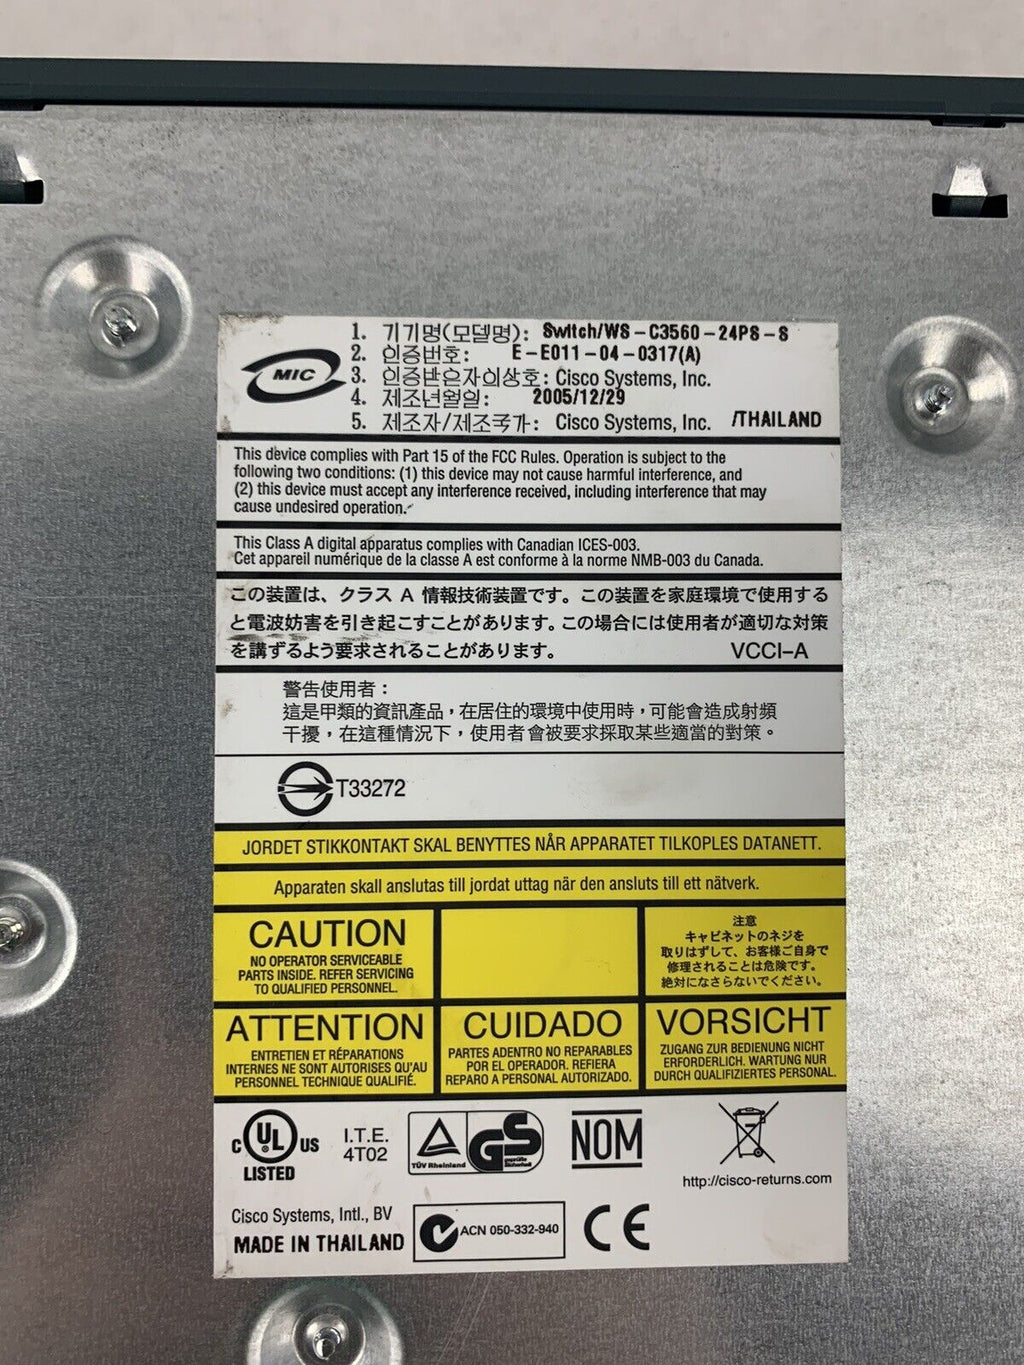 MIC
1. 기기명(모델명): Switch/WS-C3560-24PS-S
2. 인증번호: E-E011-04-0317(A)
3. 인증받은자의상호: Cisco Systems, Inc.
4. 제조년월일: 2005/12/29
5. 제조자/제조국가: Cisco Systems, Inc. /THAILAND
This device complies with Part 15 of the FCC Rules. Operation is subject to the
following two conditions: (1) this device may not cause harmful interference, and
(2) this device must accept any interference received, including interference that may
cause undesired operation.
This Class A digital apparatus complies with Canadian ICES-003.
Cet appareil numérique de la classe A est conforme à la norme NMB-003 du Canada.
この装置は、クラス A 情報技術装置です。この装置を家庭環境で使用する
と電波妨害を引き起こすことがあります。この場合には使用者が適切な対策
を講ずるよう要求されることがあります。 VCCI-A
警告使用者：
這是甲類的資訊產品，在居住的環境中使用時，可能會造成射頻
干擾，在這種情況下，使用者會被要求採取某些適當的對策。
T33272
JORDET STIKKONTAKT SKAL BENYTTES NÅR APPARATET TILKOPLES DATANETT.
Apparaten skall anslutas till jordat uttag när den ansluts till ett nätverk.
CAUTION
NO OPERATOR SERVICEABLE
PARTS INSIDE. REFER SERVICING
TO QUALIFIED PERSONNEL.
注意
キャビネットのネジを
取りはずして、お客様ご自身で
修理されることは危険です。
絶対になさらないでください。
ATTENTION
ENTRETIEN ET RÉPARATIONS
INTERNES NE SONT AUTORISES QU'AU
PERSONNEL TECHNIQUE QUALIFIÉ.
CUIDADO
PARTES ADENTRO NO REPARABLES
POR EL OPERADOR. REFIERA
REPARO A PERSONAL AUTORIZADO.
VORSICHT
ZUGANG ZUR BEDIENUNG NICHT
ERFORDERLICH. WARTUNG NUR
DURCH QUALIFIZIERTES PERSONAL.
C UL US
LISTED
I.T.E.
4T02
TÜV Rheinland
GS
geprüfte
Sicherheit
NOM
http://cisco-returns.com
Cisco Systems, Intl., BV
MADE IN THAILAND
ACN 050-332-940
CE